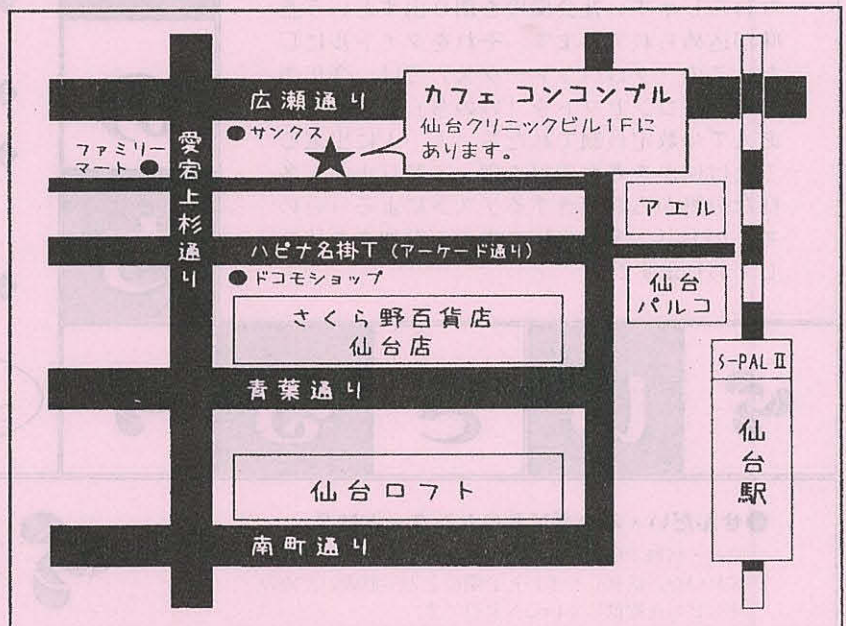 広瀬通り
カフェ コンコンブル
仙台クリニックビル1Fに
あります。
●サンクス
ファミリー
マート●
愛宕上杉通り
アエル
ハピナ名掛丁（アーケード通り）
●ドコモショップ
仙台
パルコ
さくら野百貨店
仙台店
S-PAL II
青葉通り
仙台駅
仙台ロフト
南町通り